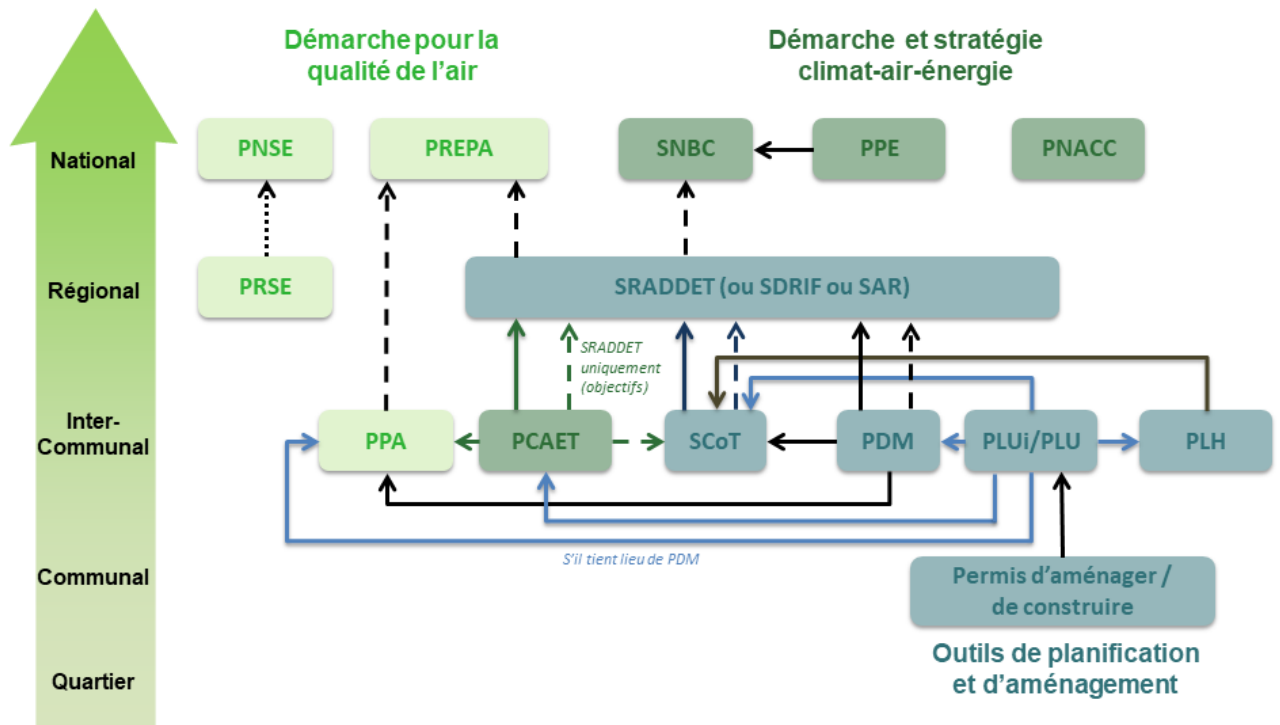 Démarche pour la
qualité de l'air
Démarche et stratégie
climat-air-énergie
National
PNSE
PREPA
SNBC
PPE
PNACC
Régional
PRSE
SRADDET (ou SDRIF ou SAR)
SRADDET
uniquement
(objectifs)
Inter-
Communal
PPA
PCAET
SCoT
PDM
PLUi/PLU
PLH
S'il tient lieu de PDM
Communal
Permis d'aménager /
de construire
Outils de planification
et d'aménagement
Quartier